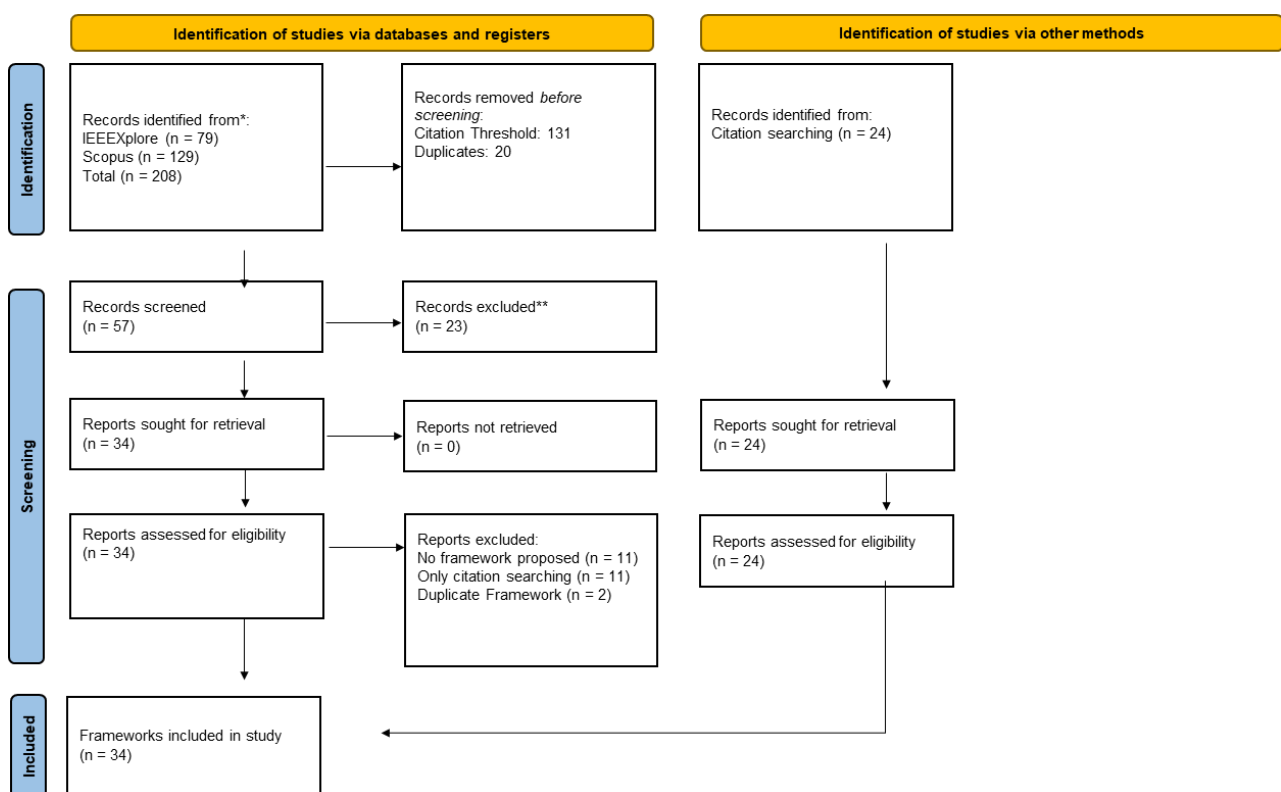 Identification of studies via databases and registers
Identification of studies via other methods
Identification
Records identified from*:
IEEEXplore (n = 79)
Scopus (n = 129)
Total (n = 208)
Records removed before
screening:
Citation Threshold: 131
Duplicates: 20
Records identified from:
Citation searching (n = 24)
Screening
Records screened
(n = 57)
Records excluded**
(n = 23)
Reports sought for retrieval
(n = 34)
Reports not retrieved
(n = 0)
Reports sought for retrieval
(n = 24)
Reports assessed for eligibility
(n = 34)
Reports excluded:
No framework proposed (n = 11)
Only citation searching (n = 11)
Duplicate Framework (n = 2)
Reports assessed for eligibility
(n = 24)
Included
Frameworks included in study
(n = 34)